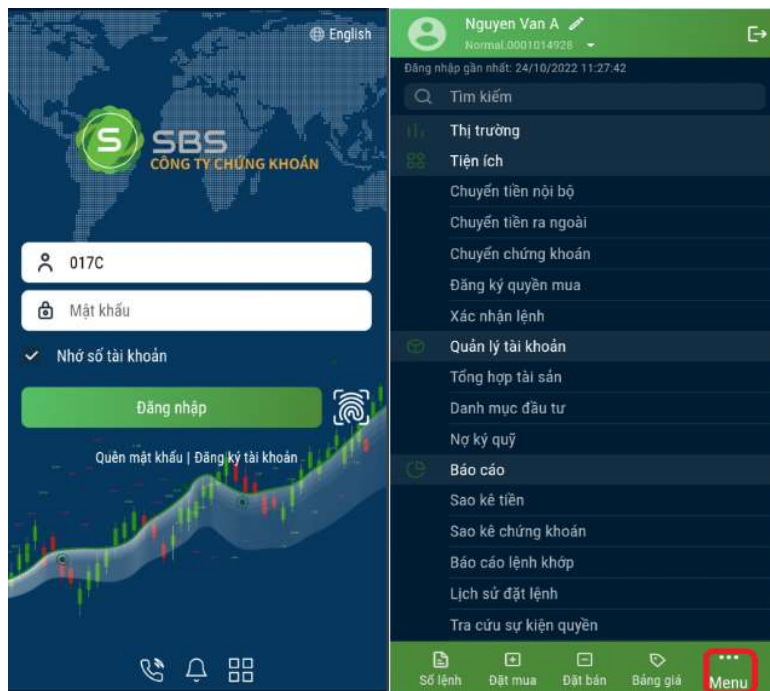 English
S
SBS
CÔNG TY CHỨNG KHOÁN
017C
Mật khẩu
Nhớ số tài khoản
Đăng nhập
Quên mật khẩu | Đăng ký tài khoản
Nguyen Van A
Normal.0001014928
Đăng nhập gần nhất: 24/10/2022 11:27:42
Tìm kiếm
Thị trường
Tiện ích
Chuyển tiền nội bộ
Chuyển tiền ra ngoài
Chuyển chứng khoán
Đăng ký quyền mua
Xác nhận lệnh
Quản lý tài khoản
Tổng hợp tài sản
Danh mục đầu tư
Nợ ký quỹ
Báo cáo
Sao kê tiền
Sao kê chứng khoán
Báo cáo lệnh khớp
Lịch sử đặt lệnh
Tra cứu sự kiện quyền
Sổ lệnh Đặt mua Đặt bán Bảng giá Menu